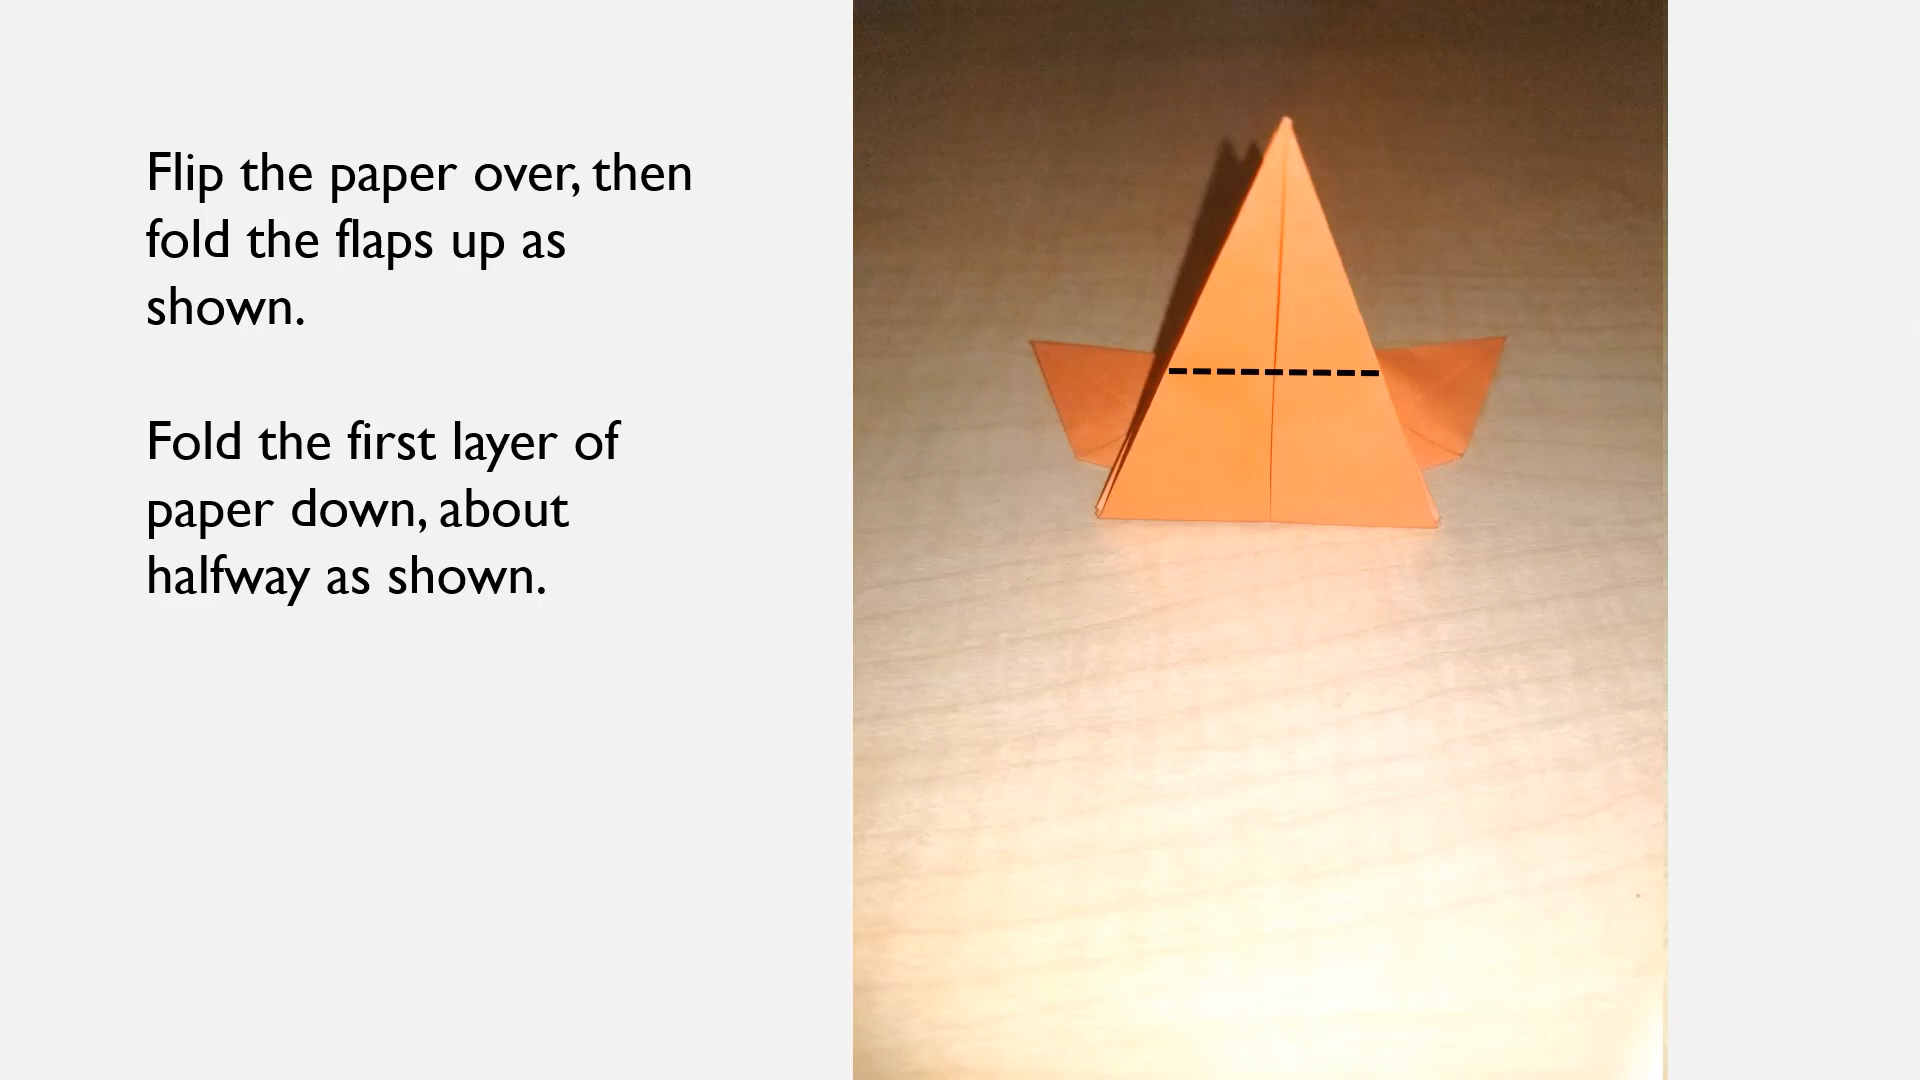 Flip the paper over, then
fold the flaps up as
shown.
Fold the first layer of
paper down, about
halfway as shown.